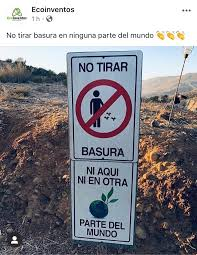 Ecoinventos
1 h
No tirar basura en ninguna parte del mundo 👏👏👏
NO TIRAR
BASURA
NI AQUI
NI EN OTRA
PARTE DEL
MUNDO